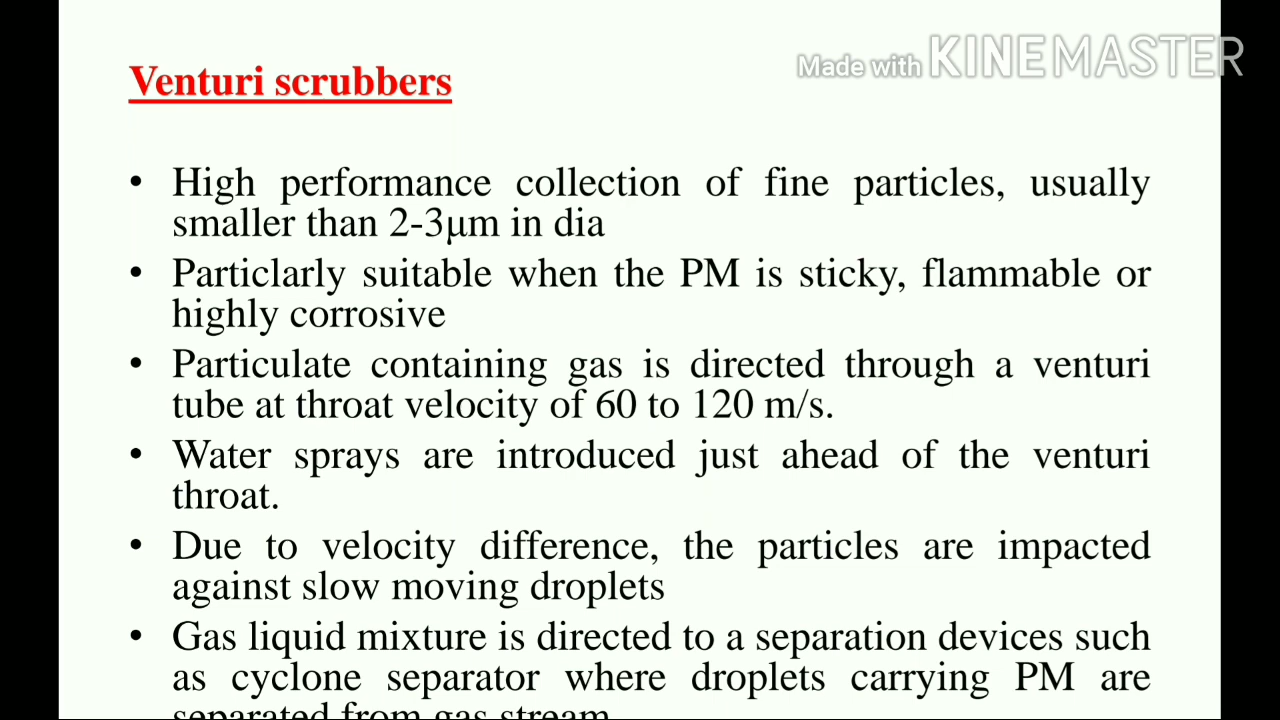 Made with KINEMASTER
Venturi scrubbers
• High performance collection of fine particles, usually
smaller than 2-3μm in dia
• Particlarly suitable when the PM is sticky, flammable or
highly corrosive
• Particulate containing gas is directed through a venturi
tube at throat velocity of 60 to 120 m/s.
• Water sprays are introduced just ahead of the venturi
throat.
• Due to velocity difference, the particles are impacted
against slow moving droplets
• Gas liquid mixture is directed to a separation devices such
as cyclone separator where droplets carrying PM are
separated from gas stream